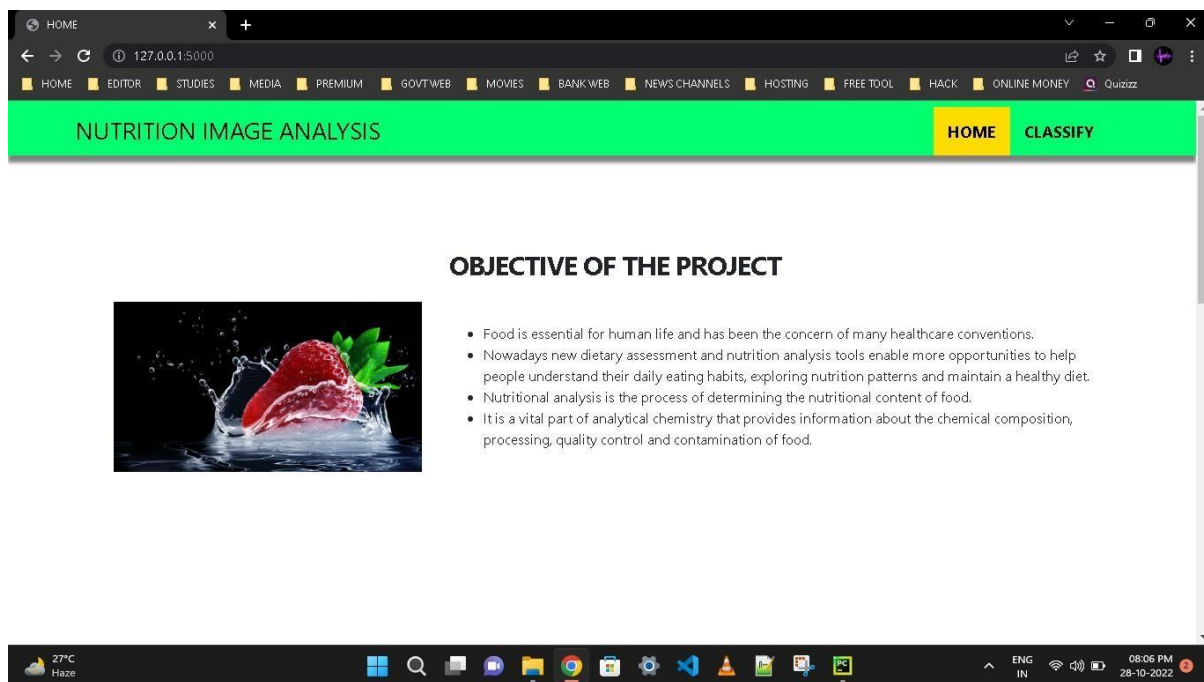 HOME
127.0.0.1:5000
HOME EDITOR STUDIES MEDIA PREMIUM GOVT WEB MOVIES BANK WEB NEWS CHANNELS HOSTING FREE TOOL HACK ONLINE MONEY Quizizz
NUTRITION IMAGE ANALYSIS HOME CLASSIFY
OBJECTIVE OF THE PROJECT
• Food is essential for human life and has been the concern of many healthcare conventions.
• Nowadays new dietary assessment and nutrition analysis tools enable more opportunities to help
people understand their daily eating habits, exploring nutrition patterns and maintain a healthy diet.
• Nutritional analysis is the process of determining the nutritional content of food.
• It is a vital part of analytical chemistry that provides information about the chemical composition,
processing, quality control and contamination of food.
27°C
Haze
PC
ENG
IN
08:06 PM
28-10-2022
2